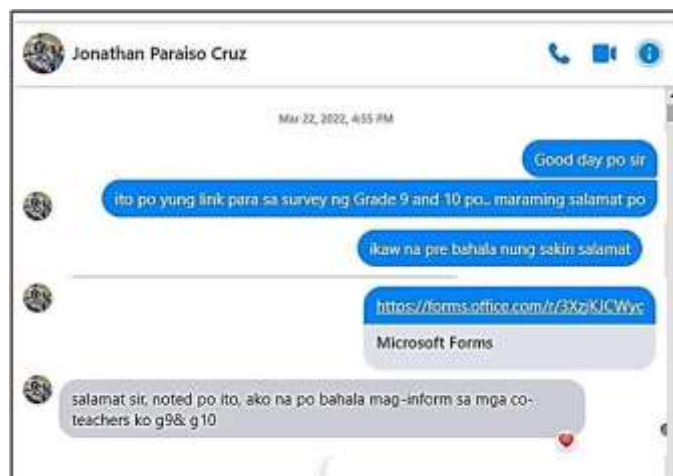 Jonathan Paraiso Cruz
Mar 22, 2022, 4:55 PM
Good day po sir
ito po yung link para sa survey ng Grade 9 and 10 po.. maraming salamat po
ikaw na pre bahala nung sakin salamat
https://forms.office.com/r/3XzjKJCWyc
Microsoft Forms
salamat sir, noted po ito, ako na po bahala mag-inform sa mga co-
teachers ko g9& g10